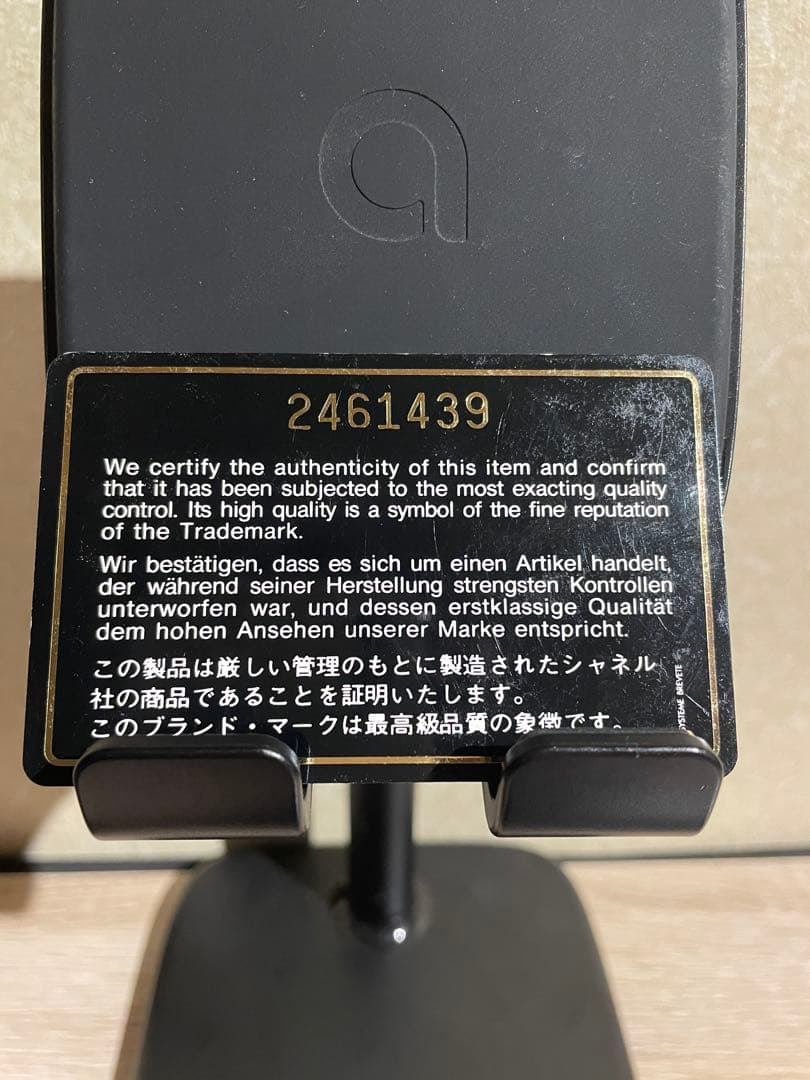 2461439
We certify the authenticity of this item and confirm
that it has been subjected to the most exacting quality
control. Its high quality is a symbol of the fine reputation
of the Trademark.
Wir bestätigen, dass es sich um einen Artikel handelt,
der während seiner Herstellung strengsten Kontrollen
unterworfen war, und dessen erstklassige Qualität
dem hohen Ansehen unserer Marke entspricht.
この製品は厳しい管理のもとに製造されたシャネル
社の商品であることを証明いたします。
このブランド・マークは最高級品質の象徴です。
SYSTEME BREVETE